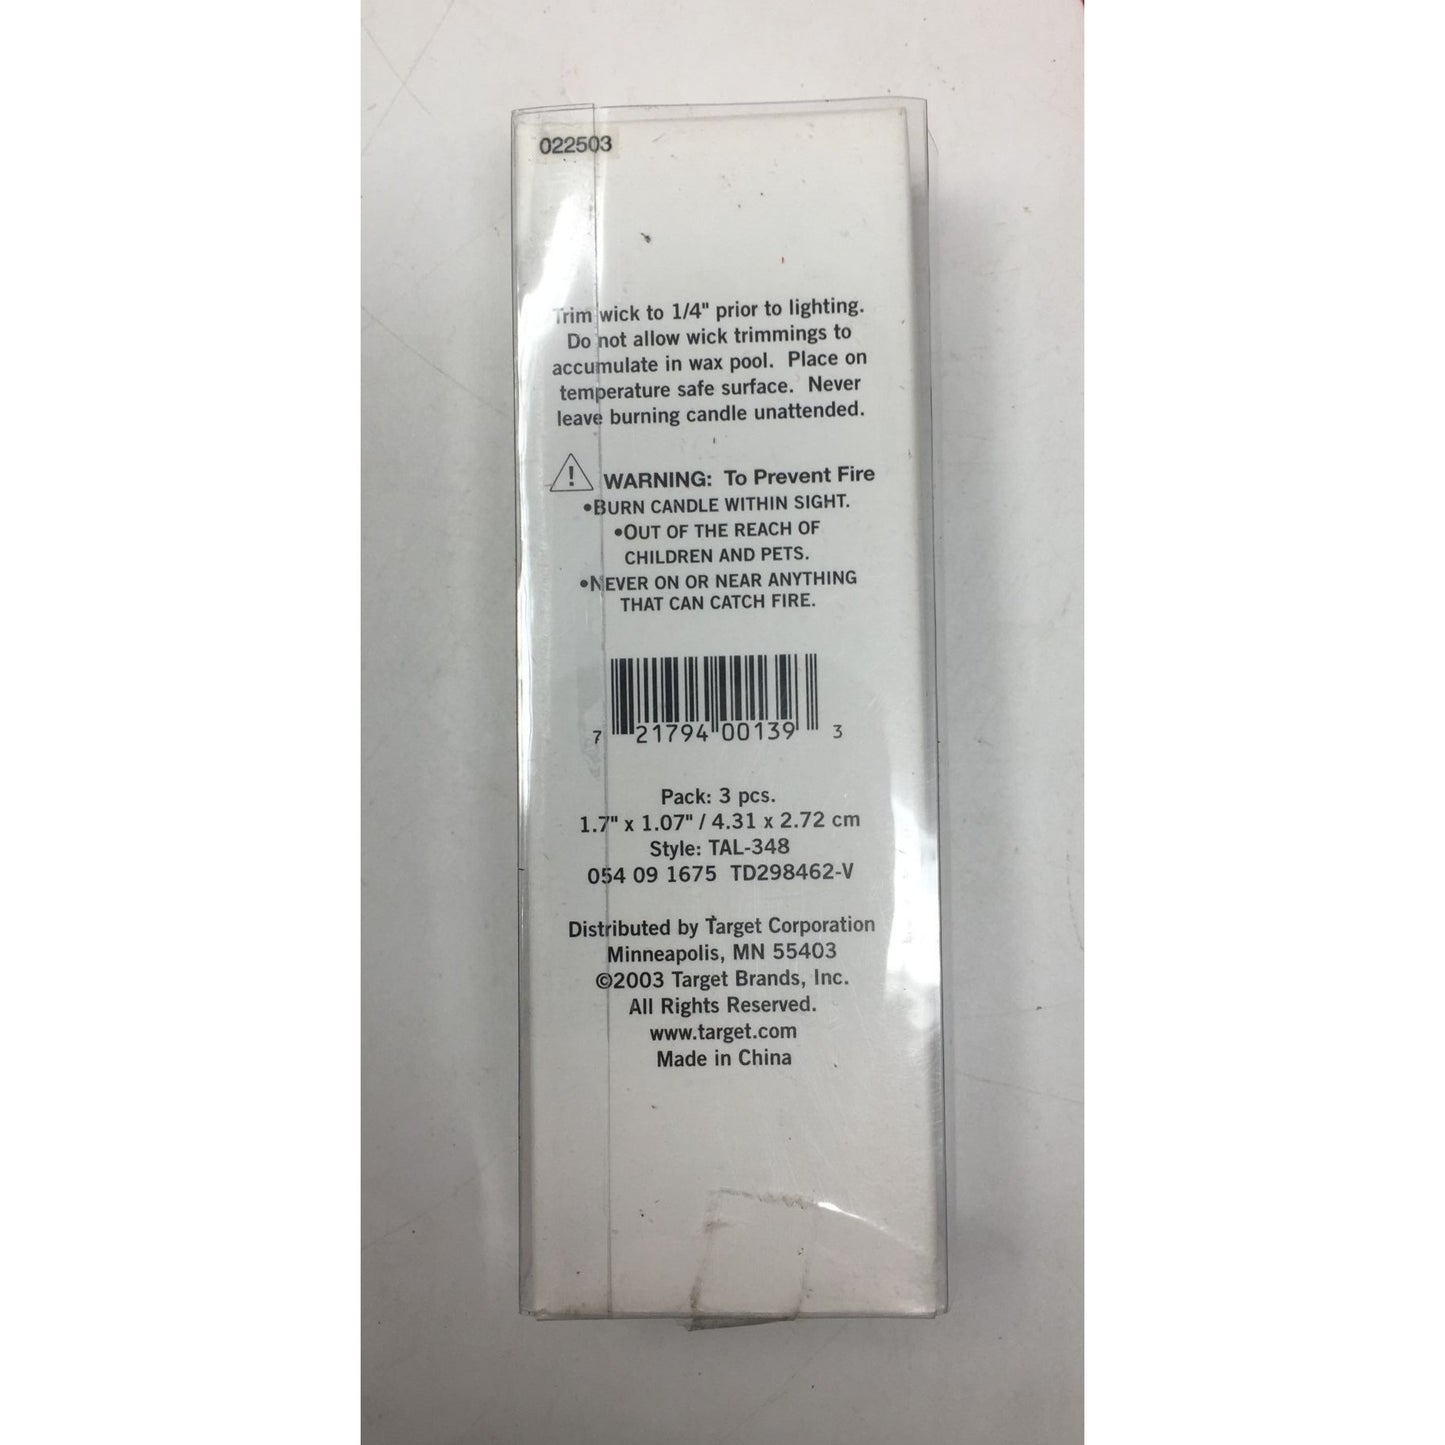 022503
Trim wick to 1/4" prior to lighting.
Do not allow wick trimmings to
accumulate in wax pool. Place on
temperature safe surface. Never
leave burning candle unattended.
! WARNING: To Prevent Fire
•BURN CANDLE WITHIN SIGHT.
•OUT OF THE REACH OF
CHILDREN AND PETS.
•NEVER ON OR NEAR ANYTHING
THAT CAN CATCH FIRE.
7 21794 00139 3
Pack: 3 pcs.
1.7" x 1.07" / 4.31 x 2.72 cm
Style: TAL-348
054 09 1675 TD298462-V
Distributed by Target Corporation
Minneapolis, MN 55403
©2003 Target Brands, Inc.
All Rights Reserved.
www.target.com
Made in China